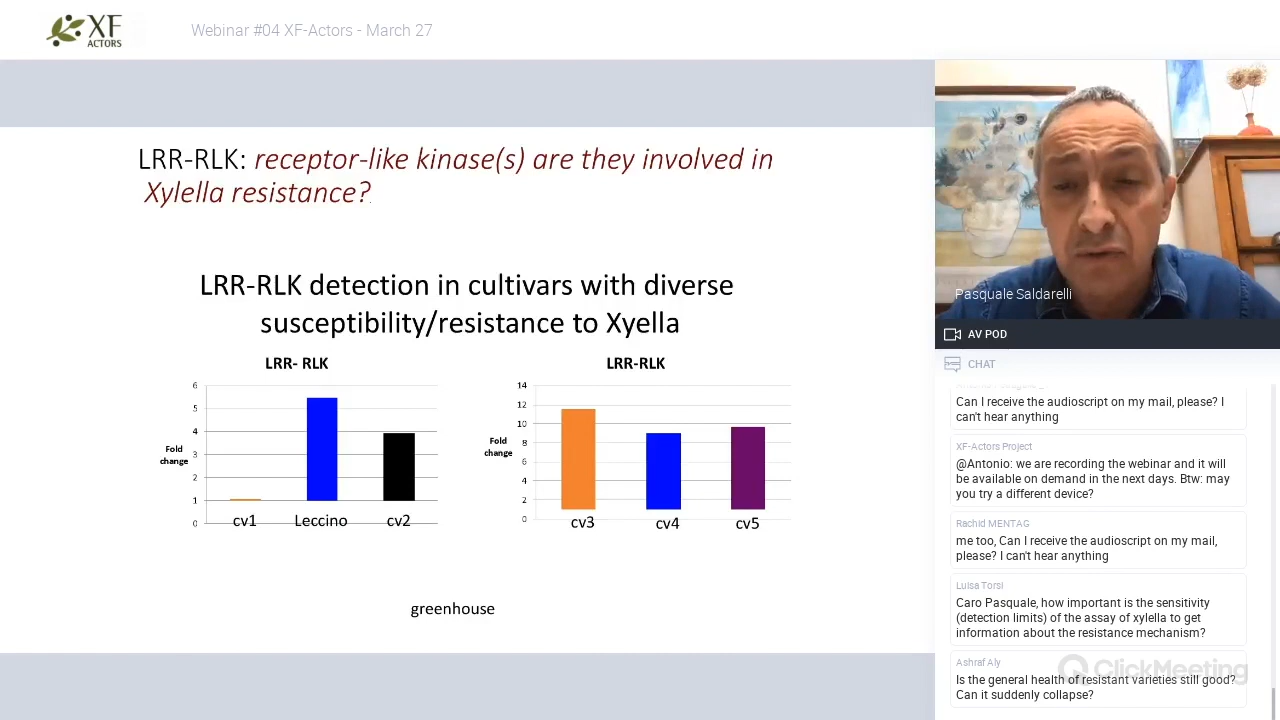 XF
ACTORS
Webinar #04 XF-Actors - March 27
LRR-RLK: receptor-like kinase(s) are they involved in
Xylella resistance?
LRR-RLK detection in cultivars with diverse
susceptibility/resistance to Xyella
LRR- RLK
6
5
4
3
2
1
0
Fold
change
cv1
Leccino
cv2
LRR-RLK
14
12
10
8
6
4
2
0
Fold
change
cv3
cv4
cv5
greenhouse
Pasquale Saldarelli
AV POD
CHAT
Can I receive the audioscript on my mail, please? I
can't hear anything
XF-Actors Project
@Antonio: we are recording the webinar and it will
be available on demand in the next days. Btw: may
you try a different device?
Rachid MENTAG
me too, Can I receive the audioscript on my mail,
please? I can't hear anything
Luisa Torsi
Caro Pasquale, how important is the sensitivity
(detection limits) of the assay of xylella to get
information about the resistance mechanism?
Ashraf Aly
Is the general health of resistant varieties still good?
Can it suddenly collapse?
ClickMeeting